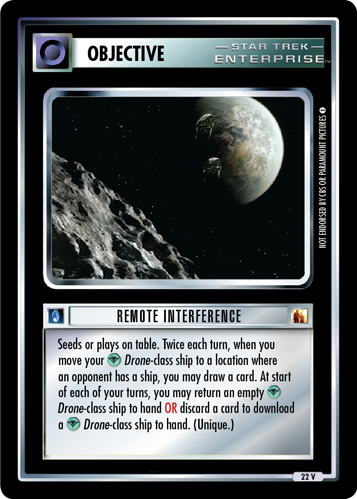 OBJECTIVE
STAR TREK
ENTERPRISE™
NOT ENDORSED BY CBS OR PARAMOUNT PICTURES
REMOTE INTERFERENCE
Seeds or plays on table. Twice each turn, when you
move your Drone-class ship to a location where
an opponent has a ship, you may draw a card. At start
of each of your turns, you may return an empty
Drone-class ship to hand OR discard a card to download
a Drone-class ship to hand. (Unique.)
22 V